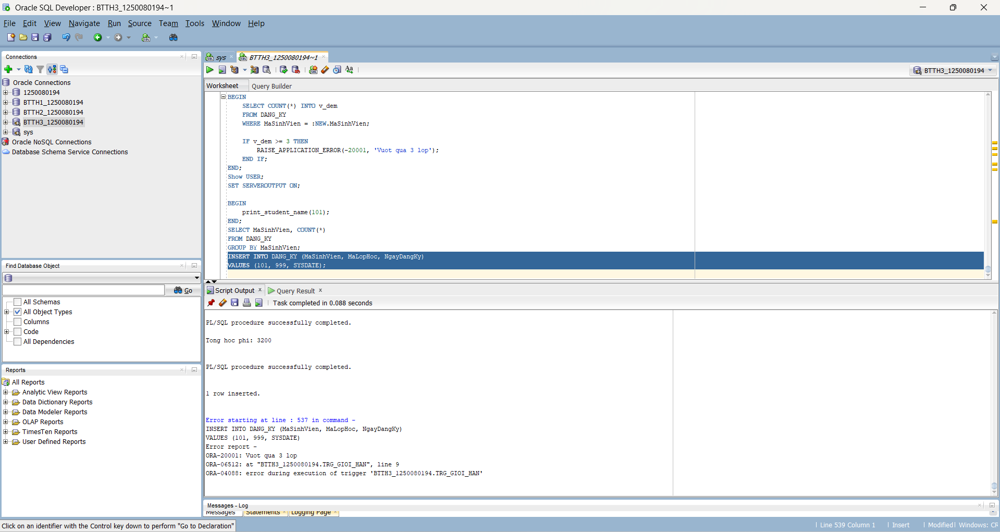 Oracle SQL Developer : BTTH3_1250080194~1
File Edit View Navigate Run Source Team Tools Window Help
Connections
Oracle Connections
1250080194
BTTH1_1250080194
BTTH2_1250080194
BTTH3_1250080194
sys
Oracle NoSQL Connections
Database Schema Service Connections
Find Database Object
Go
All Schemas
All Object Types
Columns
Code
All Dependencies
Reports
All Reports
Analytic View Reports
Data Dictionary Reports
Data Modeler Reports
OLAP Reports
TimesTen Reports
User Defined Reports
sys BTTH3_1250080194~1
BTTH3_1250080194
Worksheet Query Builder
BEGIN
SELECT COUNT(*) INTO v_dem
FROM DANG_KY
WHERE MaSinhVien = :NEW.MaSinhVien;
IF v_dem >= 3 THEN
RAISE_APPLICATION_ERROR(-20001, 'Vuot qua 3 lop');
END IF;
END;
Show USER;
SET SERVEROUTPUT ON;
BEGIN
print_student_name(101);
END;
SELECT MaSinhVien, COUNT(*)
FROM DANG_KY
GROUP BY MaSinhVien;
INSERT INTO DANG_KY (MaSinhVien, MaLopHoc, NgayDangKy)
VALUES (101, 999, SYSDATE);
Script Output Query Result
Task completed in 0.088 seconds
PL/SQL procedure successfully completed.
Tong hoc phi: 3200
PL/SQL procedure successfully completed.
1 row inserted.
Error starting at line : 537 in command -
INSERT INTO DANG_KY (MaSinhVien, MaLopHoc, NgayDangKy)
VALUES (101, 999, SYSDATE)
Error report -
ORA-20001: Vuot qua 3 lop
ORA-06512: at "BTTH3_1250080194.TRG_GIOI_HAN", line 9
ORA-04088: error during execution of trigger 'BTTH3_1250080194.TRG_GIOI_HAN'
Messages - Log
Messages Statements Logging Page
Click on an identifier with the Control key down to perform "Go to Declaration"
Line 539 Column 1 Insert Modified Windows: CR